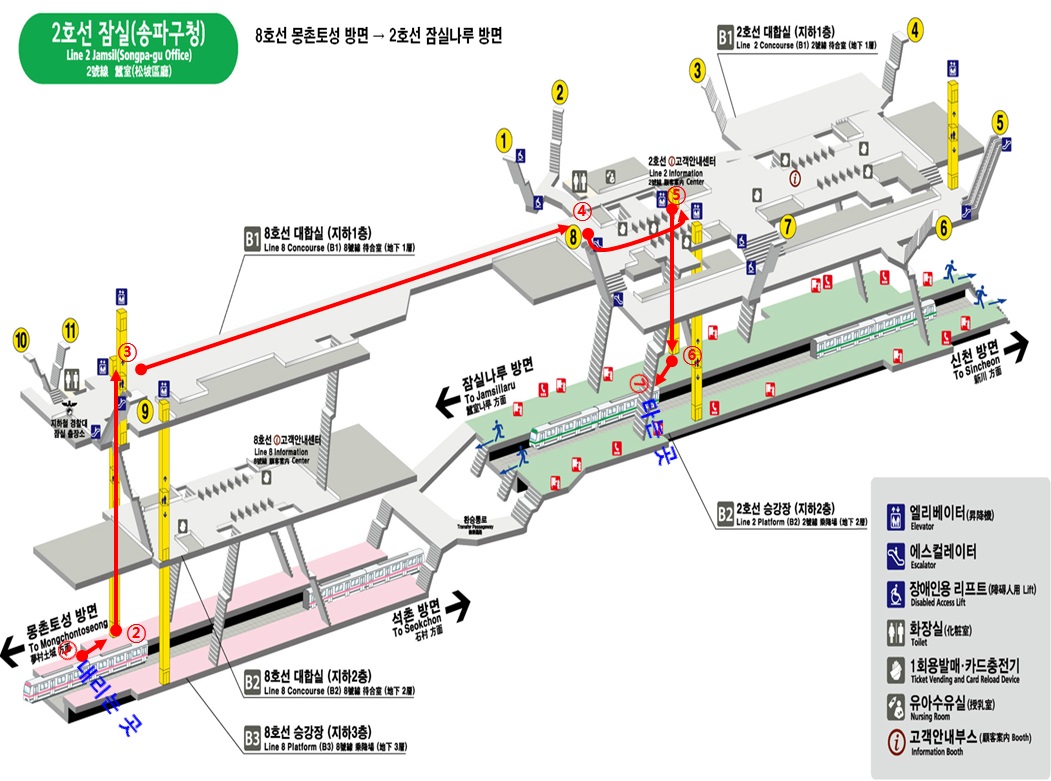 2호선 잠실(송파구청)
Line 2 Jamsil(Songpa-gu Office)
2號線 蠶室(松坡區廳)
8호선 몽촌토성 방면 → 2호선 잠실나루 방면
B1 2호선 대합실 (지하1층)
Line 2 Concourse (B1) 2號線 待合室 (地下 1層)
4
3
2
1
5
2호선 고객안내센터
Line 2 Information
2號線 顧客案內 Center
⑤
④
8
7
6
B1 8호선 대합실 (지하1층)
Line 8 Concourse (B1) 8號線 待合室 (地下 1層)
10
11
③
9
지하철 경찰대
잠실 출장소
잠실나루 방면
To Jamsillaru
蠶室나루 方面
신천 방면
To Sincheon
新川 方面
⑥
⑦
타는 곳
8호선 고객안내센터
Line 8 Information
8號線 顧客案內 Center
B2 2호선 승강장 (지하2층)
Line 2 Platform (B2) 2號線 乘降場 (地下 2層)
환승통로
Transfer Passageway
몽촌토성 방면
To Mongchontoseong
夢村土城 方面
②
내리는 곳
석촌 방면
To Seokchon
石村 方面
B2 8호선 대합실 (지하2층)
Line 8 Concourse (B2) 8號線 待合室 (地下 2層)
B3 8호선 승강장 (지하3층)
Line 8 Platform (B3) 8號線 乘降場 (地下 3層)
엘리베이터(昇降機)
Elevator
에스컬레이터
Escalator
장애인용 리프트(障碍人用 Lift)
Disabled Access Lift
화장실(化粧室)
Toilet
1회용발매·카드충전기
Ticket Vending and Card Reload Device
유아수유실(授乳室)
Nursing Room
고객안내부스(顧客案內 Booth)
Information Booth